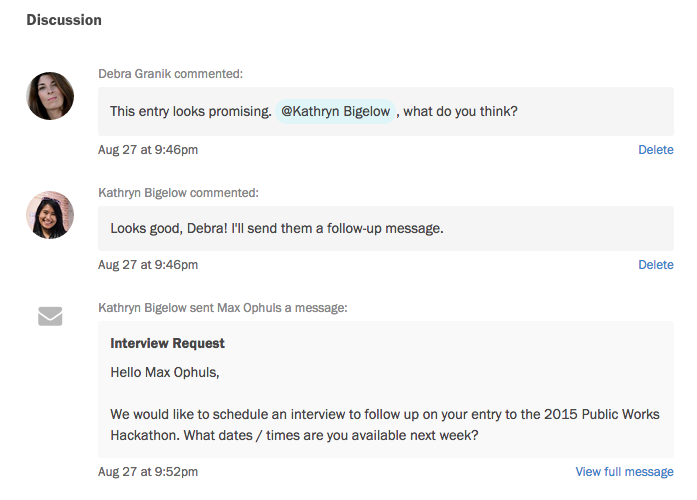 Discussion
Debra Granik commented:
This entry looks promising. @Kathryn Bigelow , what do you think?
Aug 27 at 9:46pm
Delete
Kathryn Bigelow commented:
Looks good, Debra! I'll send them a follow-up message.
Aug 27 at 9:46pm
Delete
Kathryn Bigelow sent Max Ophuls a message:
Interview Request
Hello Max Ophuls,
We would like to schedule an interview to follow up on your entry to the 2015 Public Works
Hackathon. What dates / times are you available next week?
Aug 27 at 9:52pm
View full message